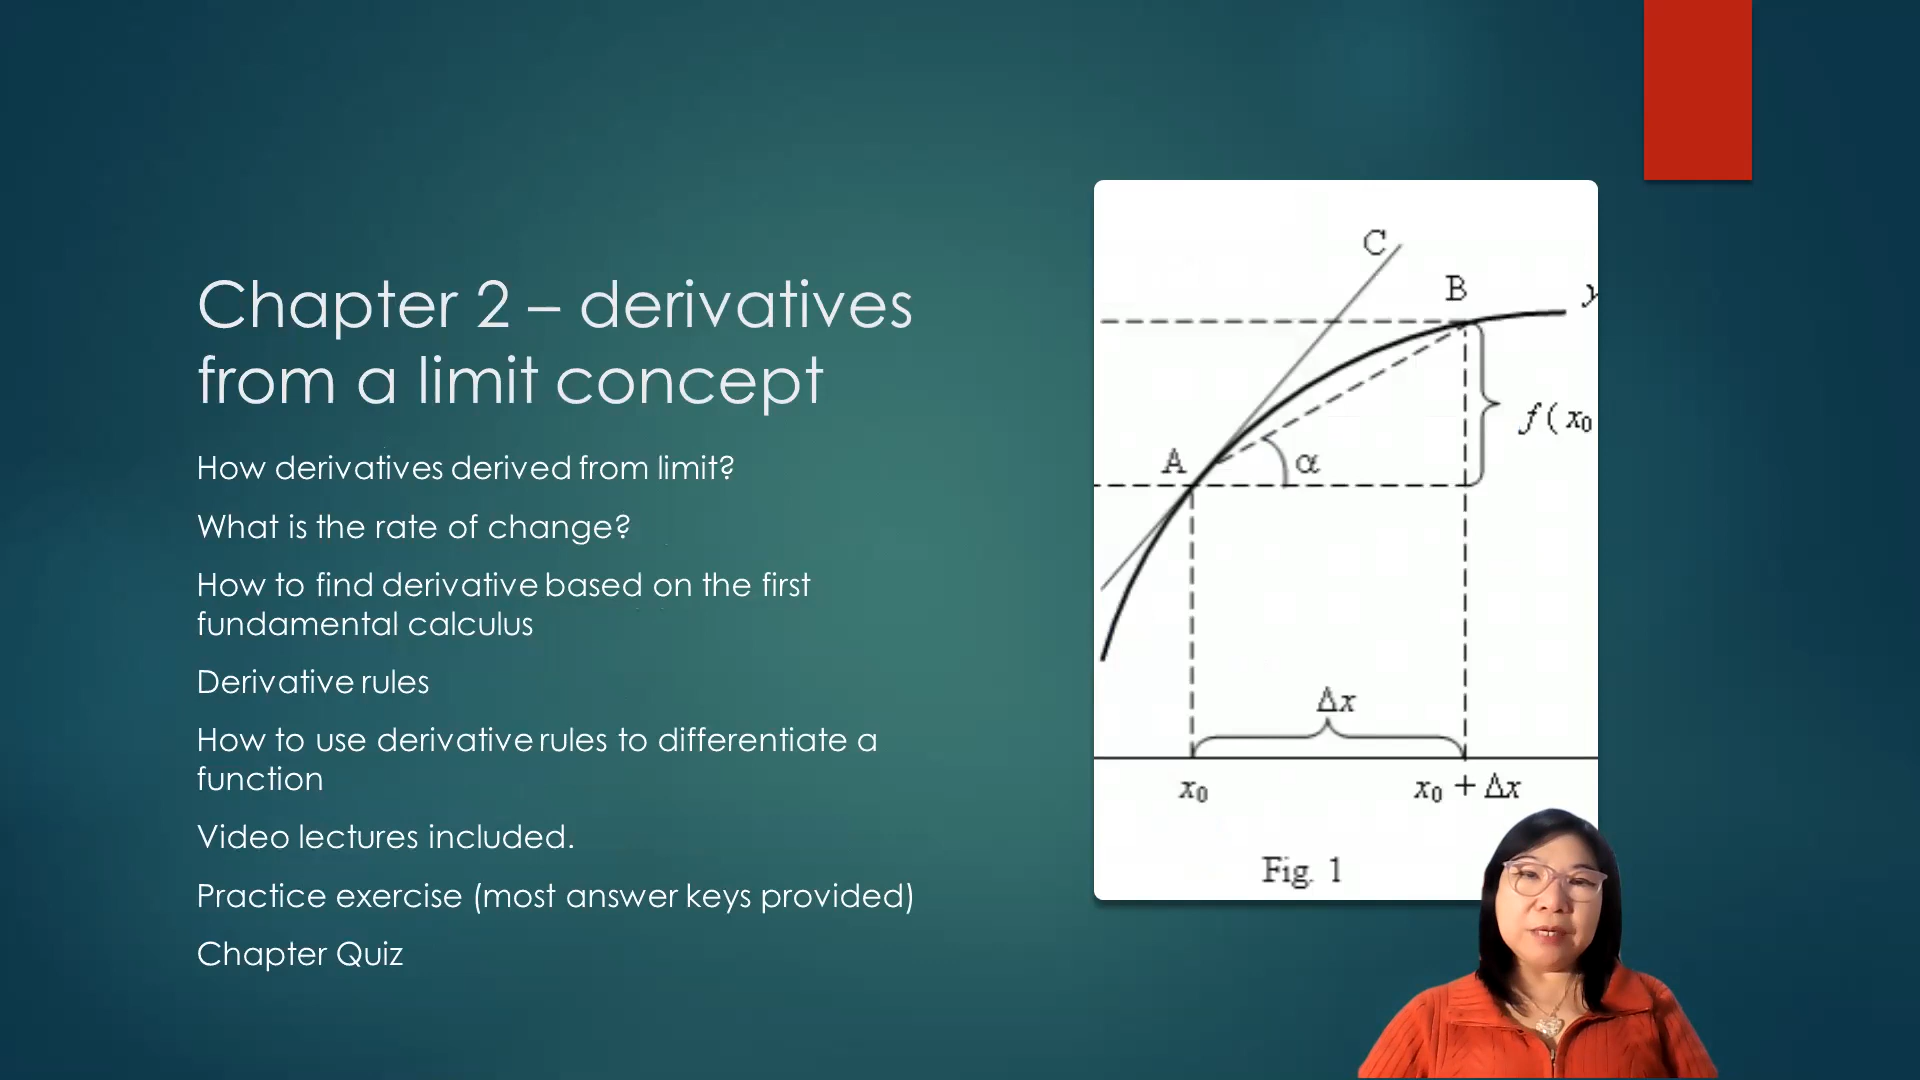 Chapter 2 – derivatives
from a limit concept
How derivatives derived from limit?
What is the rate of change?
How to find derivative based on the first
fundamental calculus
Derivative rules
How to use derivative rules to differentiate a
function
Video lectures included.
Practice exercise (most answer keys provided)
Chapter Quiz
C
B
y
f ( x₀
A
α
Δx
x₀
x₀ + Δx
Fig. 1